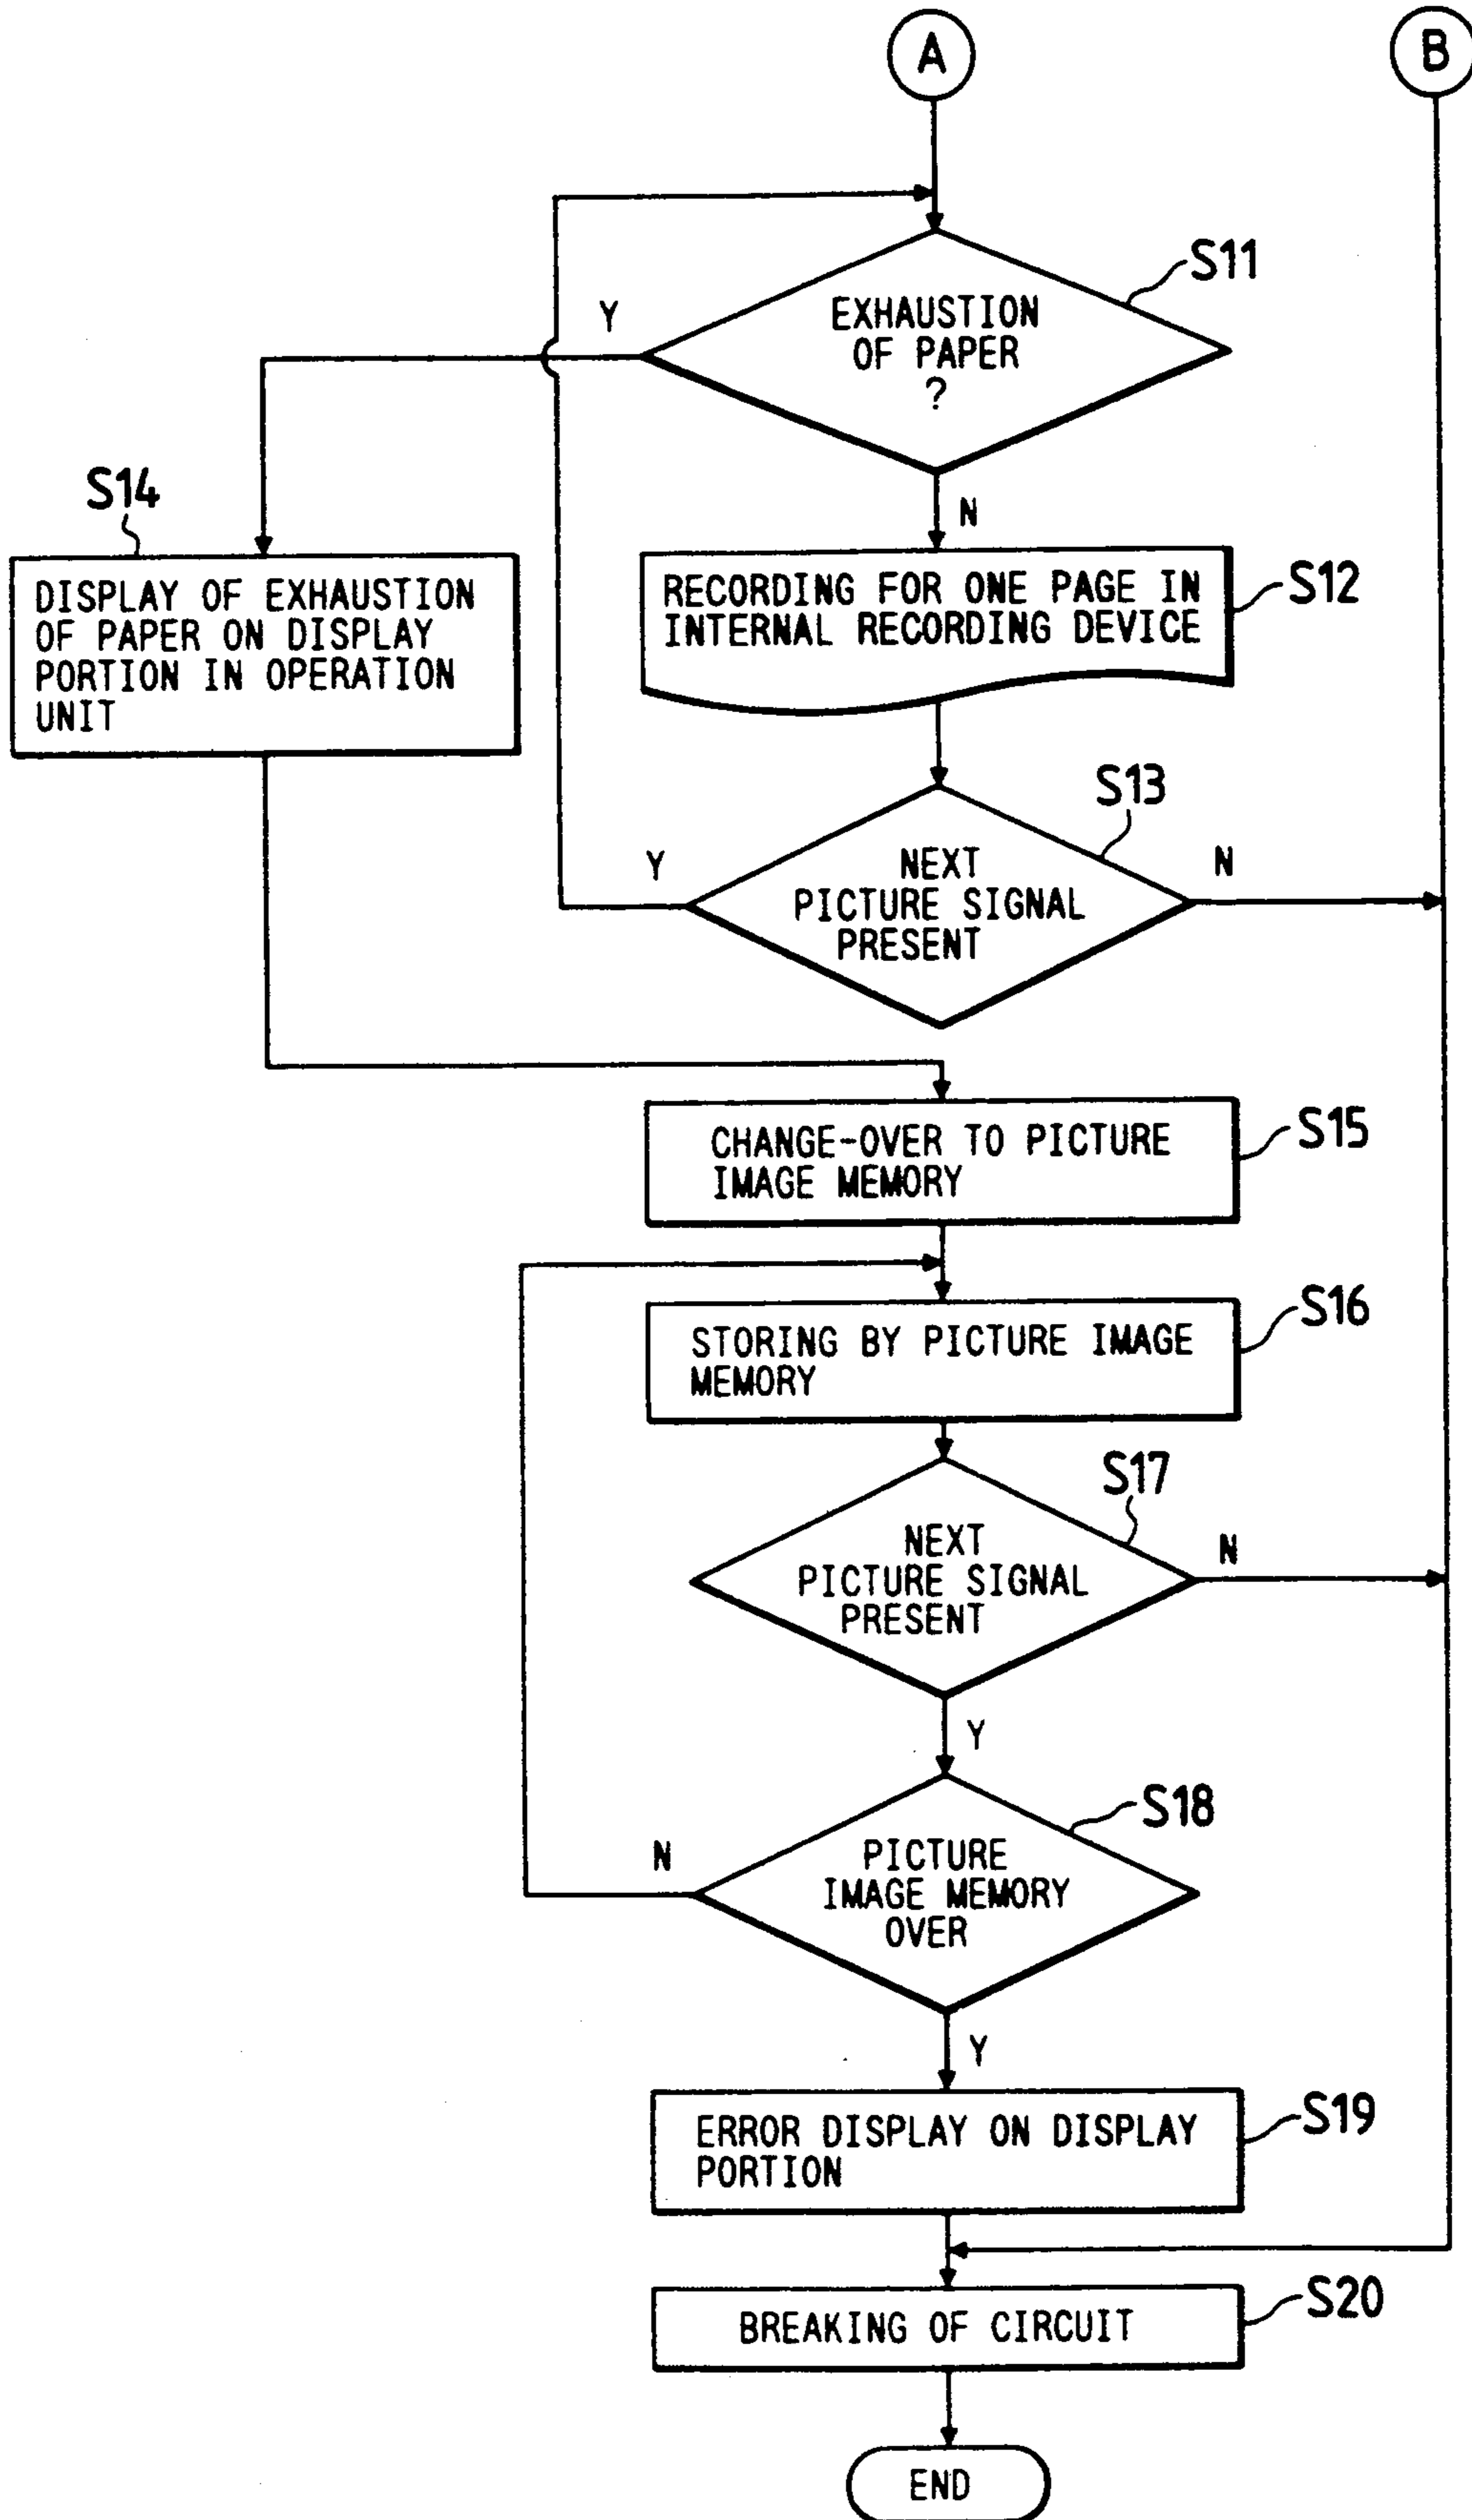 A
B
S11
Y
EXHAUSTION
OF PAPER
?
S14
N
DISPLAY OF EXHAUSTION
OF PAPER ON DISPLAY
PORTION IN OPERATION
UNIT
RECORDING FOR ONE PAGE IN
INTERNAL RECORDING DEVICE
S12
S13
Y
NEXT
PICTURE SIGNAL
PRESENT
N
CHANGE-OVER TO PICTURE
IMAGE MEMORY
S15
STORING BY PICTURE IMAGE
MEMORY
S16
S17
NEXT
PICTURE SIGNAL
PRESENT
N
Y
S18
N
PICTURE
IMAGE MEMORY
OVER
Y
ERROR DISPLAY ON DISPLAY
PORTION
S19
BREAKING OF CIRCUIT
S20
END